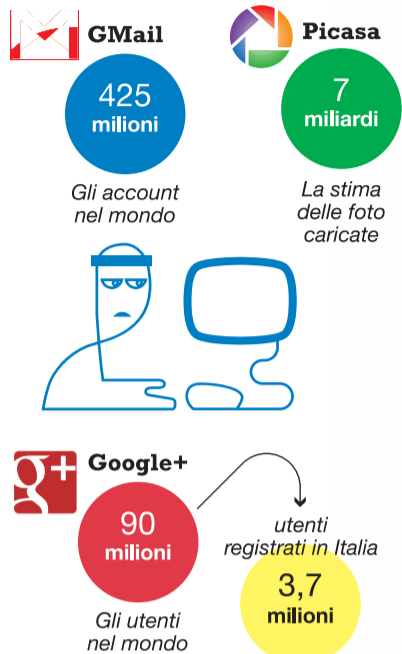 GMail
425
milioni
Gli account
nel mondo
Picasa
7
miliardi
La stima
delle foto
caricate
g+
Google+
90
milioni
Gli utenti
nel mondo
utenti
registrati in Italia
3,7
milioni